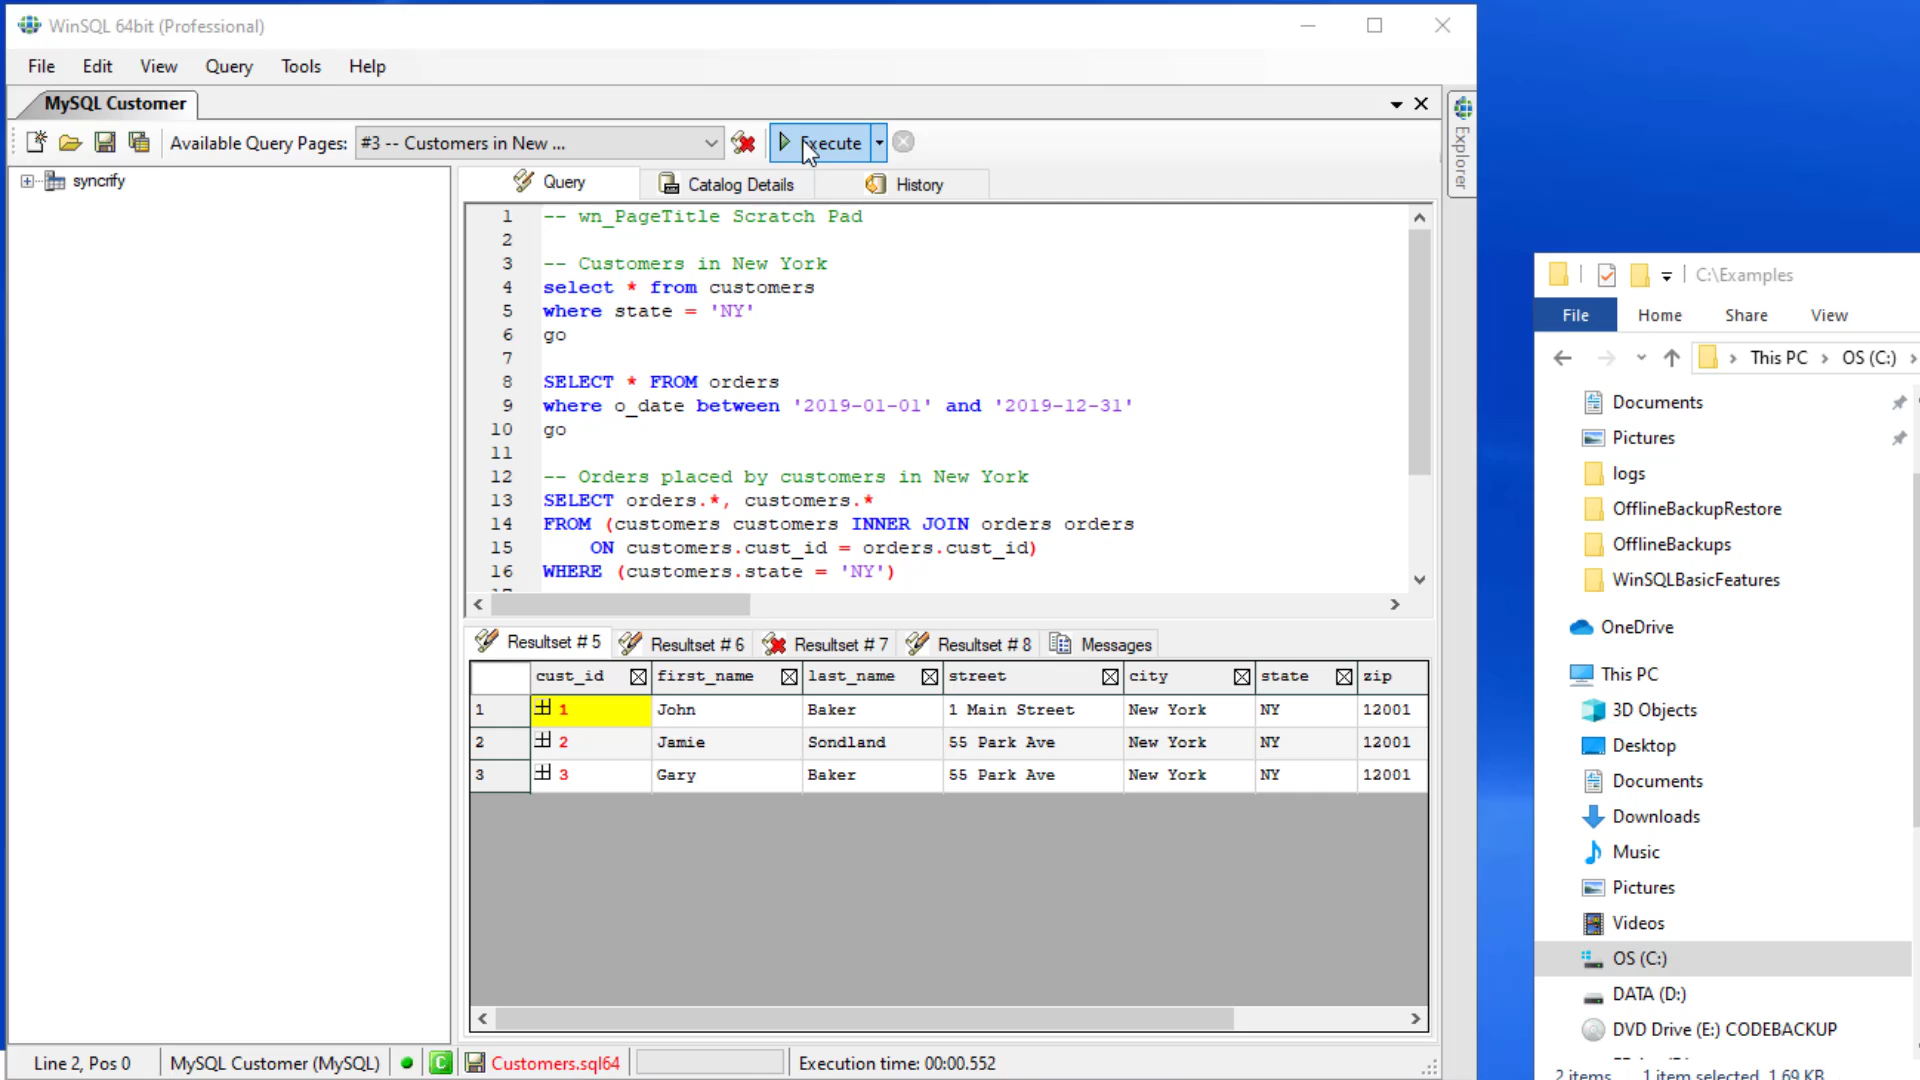 WinSQL 64bit (Professional)
File Edit View Query Tools Help
MySQL Customer
Available Query Pages: #3 -- Customers in New ... Execute
syncrify
Query Catalog Details History
1 -- wn_PageTitle Scratch Pad
2
3 -- Customers in New York
4 select * from customers
5 where state = 'NY'
6 go
7
8 SELECT * FROM orders
9 where o_date between '2019-01-01' and '2019-12-31'
10 go
11
12 -- Orders placed by customers in New York
13 SELECT orders.*, customers.*
14 FROM (customers customers INNER JOIN orders orders
15 ON customers.cust_id = orders.cust_id)
16 WHERE (customers.state = 'NY')
Resultset # 5 Resultset # 6 Resultset # 7 Resultset # 8 Messages
cust_id first_name last_name street city state zip
1 1 John Baker 1 Main Street New York NY 12001
2 2 Jamie Sondland 55 Park Ave New York NY 12001
3 3 Gary Baker 55 Park Ave New York NY 12001
Line 2, Pos 0 MySQL Customer (MySQL) C Customers.sql64 Execution time: 00:00.552
Explorer
C:\Examples
File Home Share View
This PC OS (C:)
Documents
Pictures
logs
OfflineBackupRestore
OfflineBackups
WinSQLBasicFeatures
OneDrive
This PC
3D Objects
Desktop
Documents
Downloads
Music
Pictures
Videos
OS (C:)
DATA (D:)
DVD Drive (E:) CODEBACKUP
2 items 1 item selected 1.69 KB